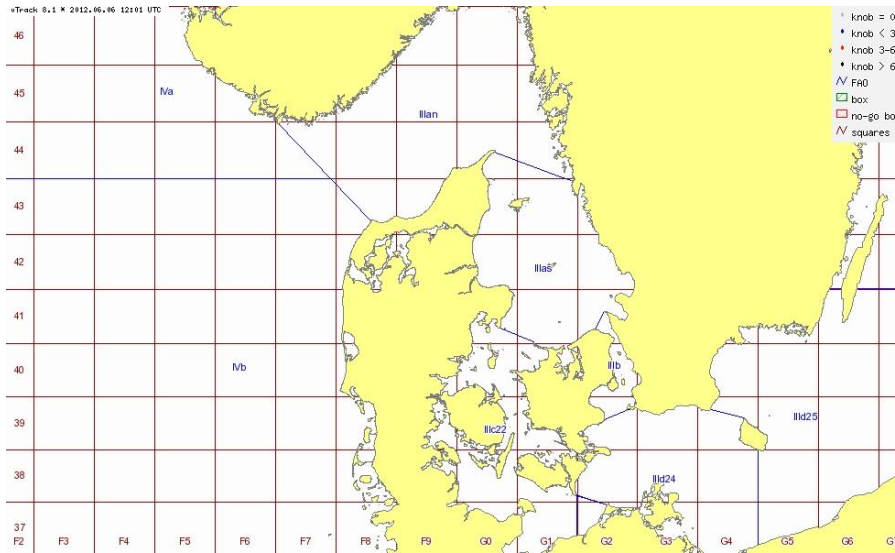 vTrack 8.1 * 2012.06.06 12:01 UTC
knob = 0
knob < 3
knob 3-6
knob > 6
FAO
box
no-go bo
squares
46
45
44
43
42
41
40
39
38
37
IVa
IIIan
IIIas
IVb
IIIb
IIIc22
IIId25
IIId24
F2 F3 F4 F5 F6 F7 F8 F9 G0 G1 G2 G3 G4 G5 G6 G